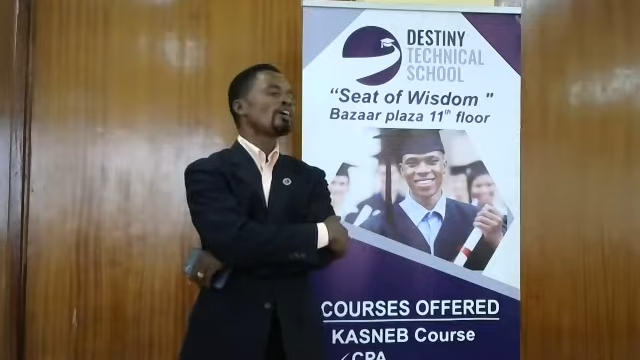 DESTINY
TECHNICAL
SCHOOL
“Seat of Wisdom "
Bazaar plaza 11th floor
COURSES OFFERED
KASNEB Course
✓CPA